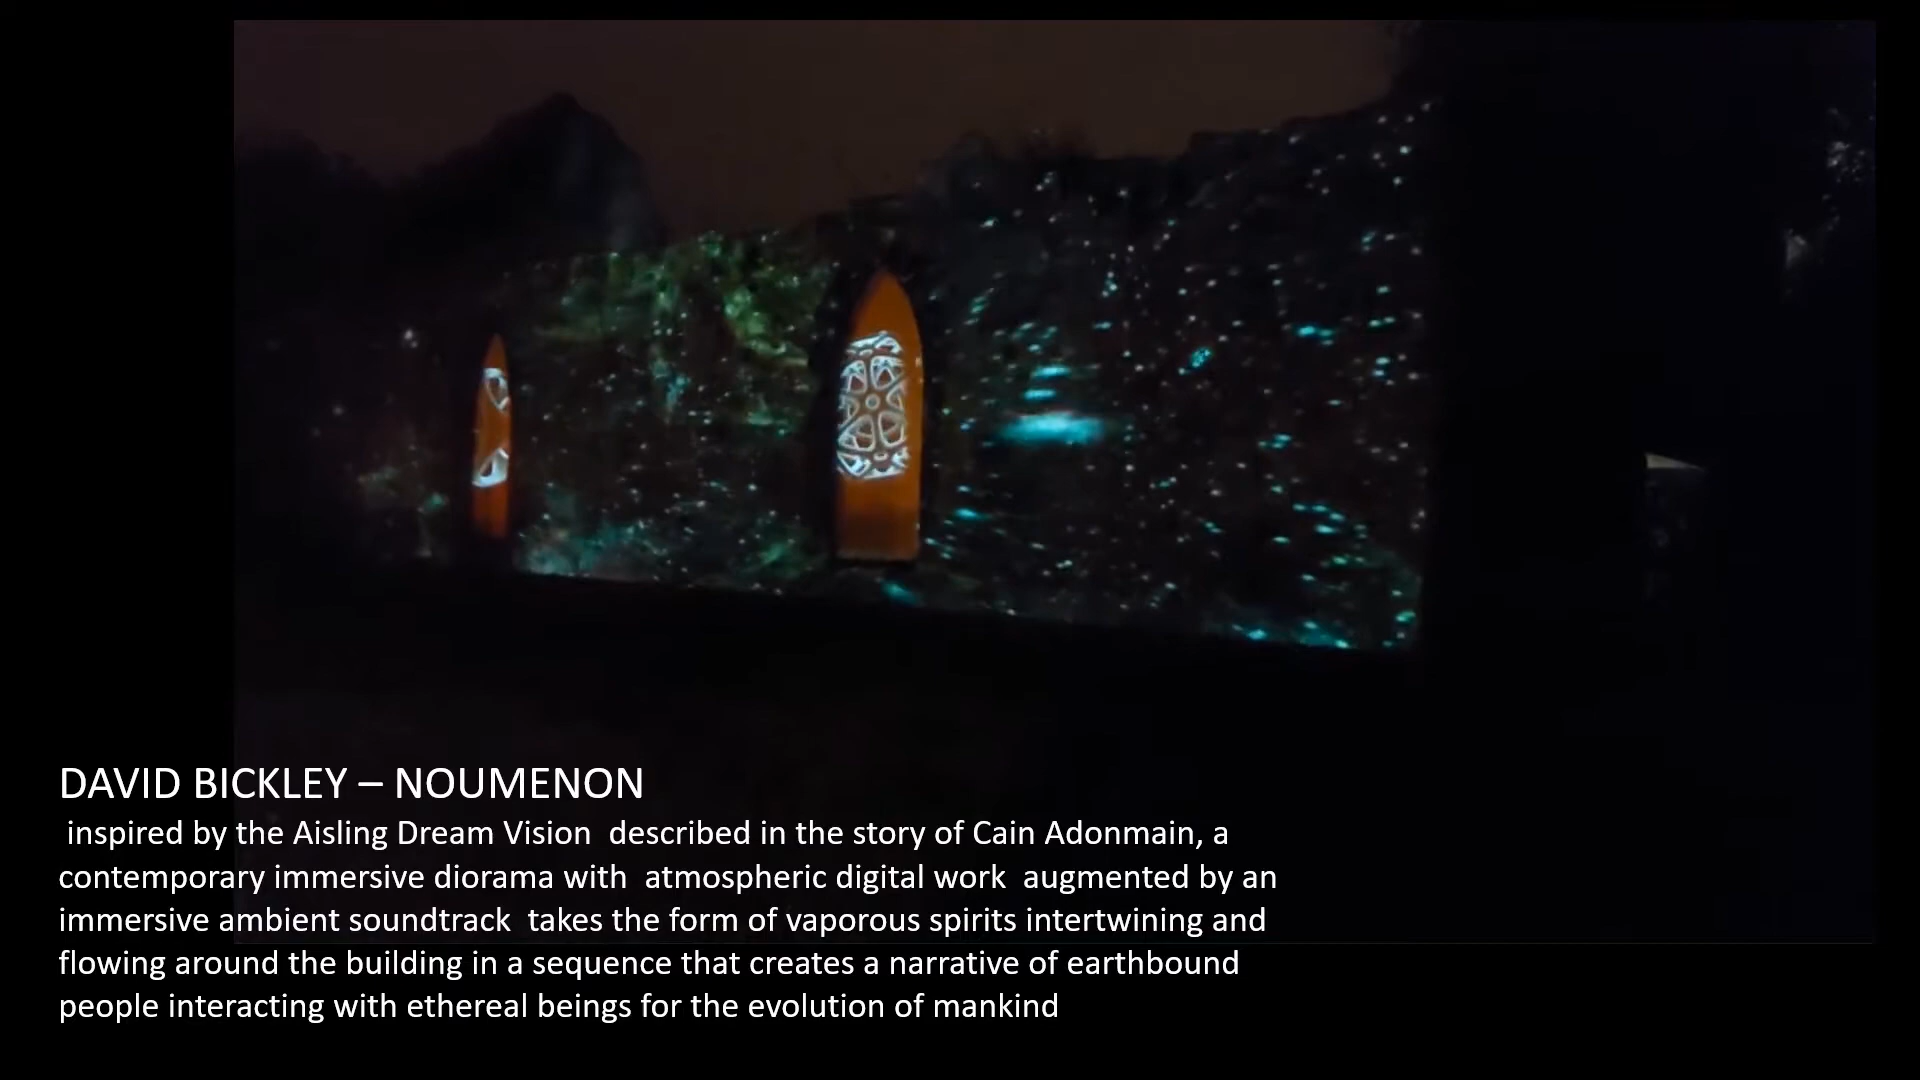 DAVID BICKLEY – NOUMENON
inspired by the Aisling Dream Vision described in the story of Cain Adonmain, a
contemporary immersive diorama with atmospheric digital work augmented by an
immersive ambient soundtrack takes the form of vaporous spirits intertwining and
flowing around the building in a sequence that creates a narrative of earthbound
people interacting with ethereal beings for the evolution of mankind